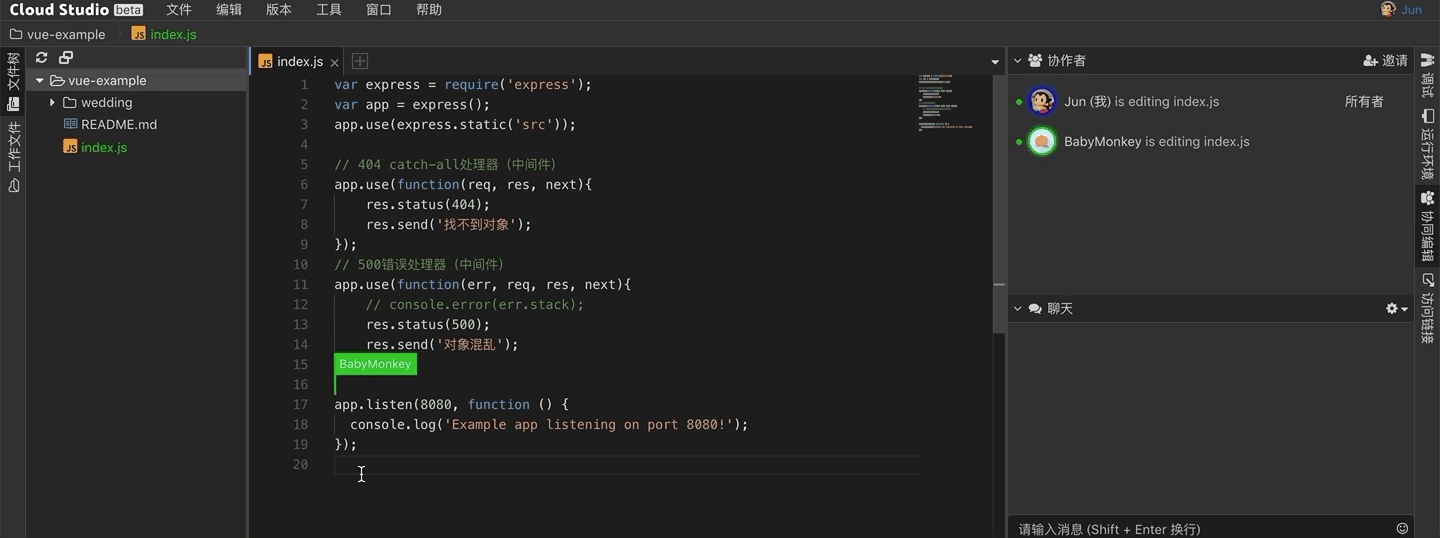 Cloud Studio beta 文件 编辑 版本 工具 窗口 帮助 Jun
vue-example index.js
文件树
工作文件
vue-example
wedding
README.md
index.js
index.js
1 var express = require('express');
2 var app = express();
3 app.use(express.static('src'));
4
5 // 404 catch-all处理器（中间件）
6 app.use(function(req, res, next){
7 res.status(404);
8 res.send('找不到对象');
9 });
10 // 500错误处理器（中间件）
11 app.use(function(err, req, res, next){
12 // console.error(err.stack);
13 res.status(500);
14 res.send('对象混乱');
15 BabyMonkey
16
17 app.listen(8080, function () {
18 console.log('Example app listening on port 8080!');
19 });
20
协作者 邀请
Jun (我) is editing index.js 所有者
BabyMonkey is editing index.js
聊天
请输入消息 (Shift + Enter 换行)
调试
运行环境
协同编辑
访问链接